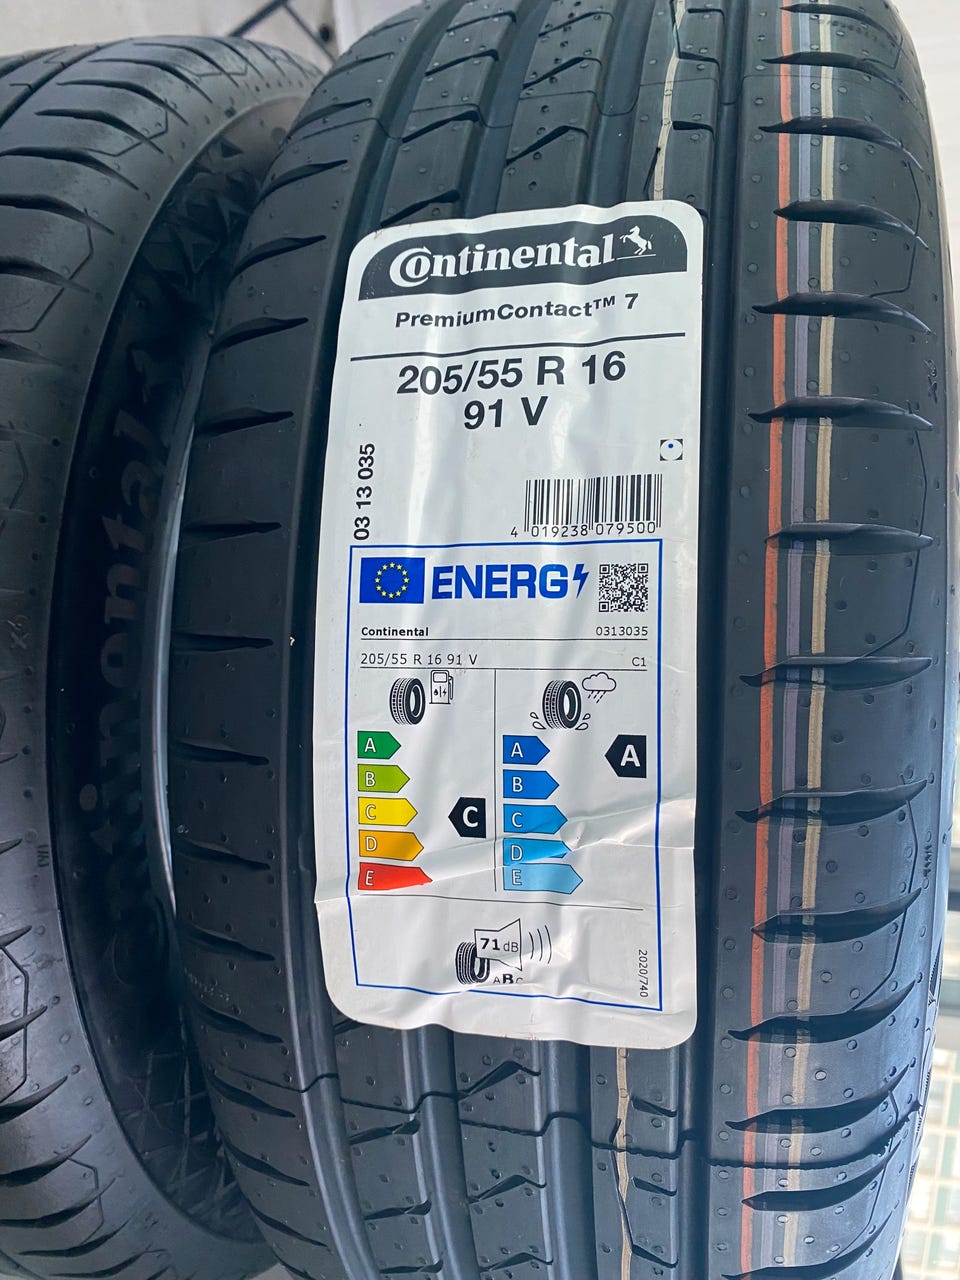 Continental
PremiumContact™ 7
205/55 R 16
91 V
03 13 035
4 019238 079500
ENERG
Continental 0313035
205/55 R 16 91 V C1
A A A
B B
C C C
D D
E E
71 dB
ABC
2020/740
Continental